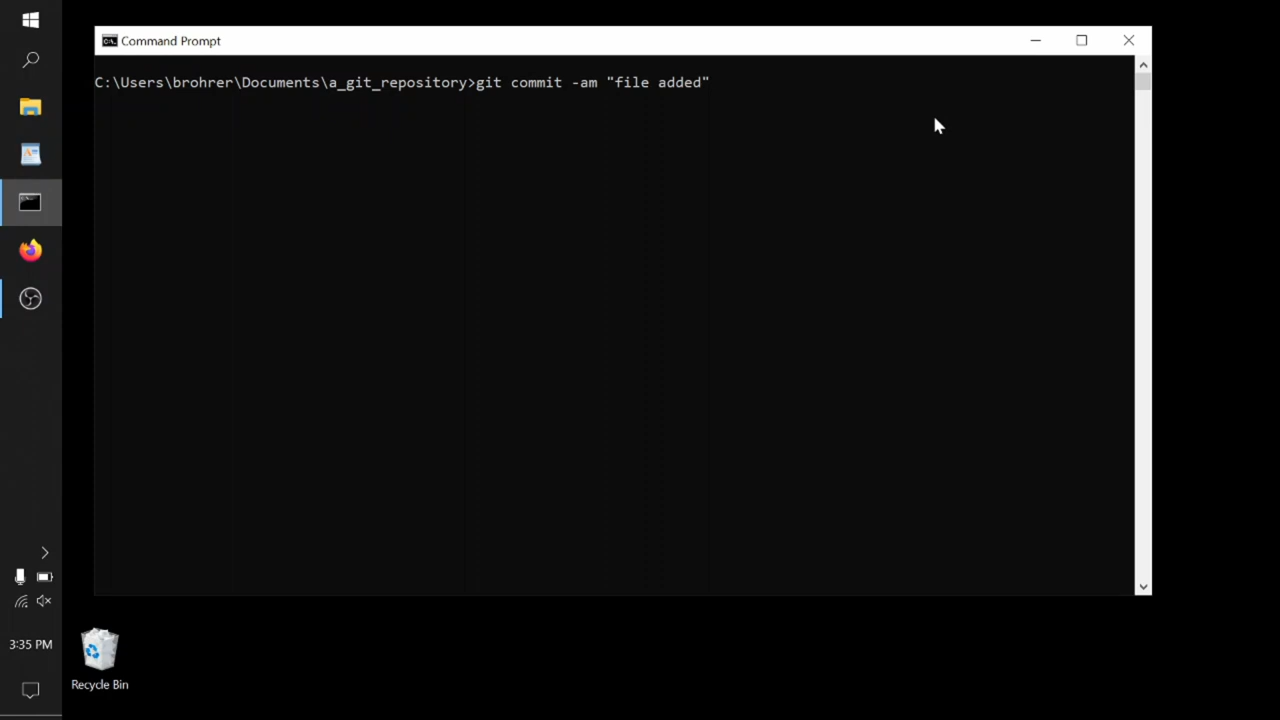 Command Prompt
C:\Users\brohrer\Documents\a_git_repository>git commit -am "file added"
3:35 PM
Recycle Bin